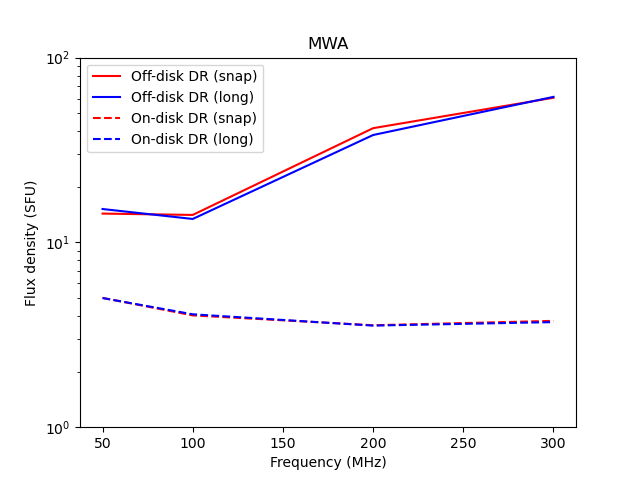 MWA
Off-disk DR (snap)
Off-disk DR (long)
On-disk DR (snap)
On-disk DR (long)
Flux density (SFU)
10²
10¹
10⁰
50 100 150 200 250 300
Frequency (MHz)